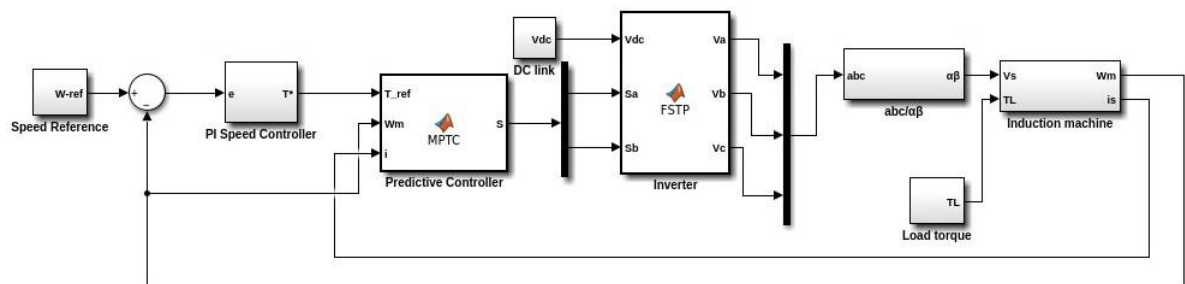 W-ref
Speed Reference
+
−
e
T*
PI Speed Controller
T_ref
Wm
i
MPTC
S
Predictive Controller
Vdc
DC link
Vdc
Sa
Sb
FSTP
Va
Vb
Vc
Inverter
abc
αβ
abc/αβ
Vs
TL
Wm
is
Induction machine
TL
Load torque